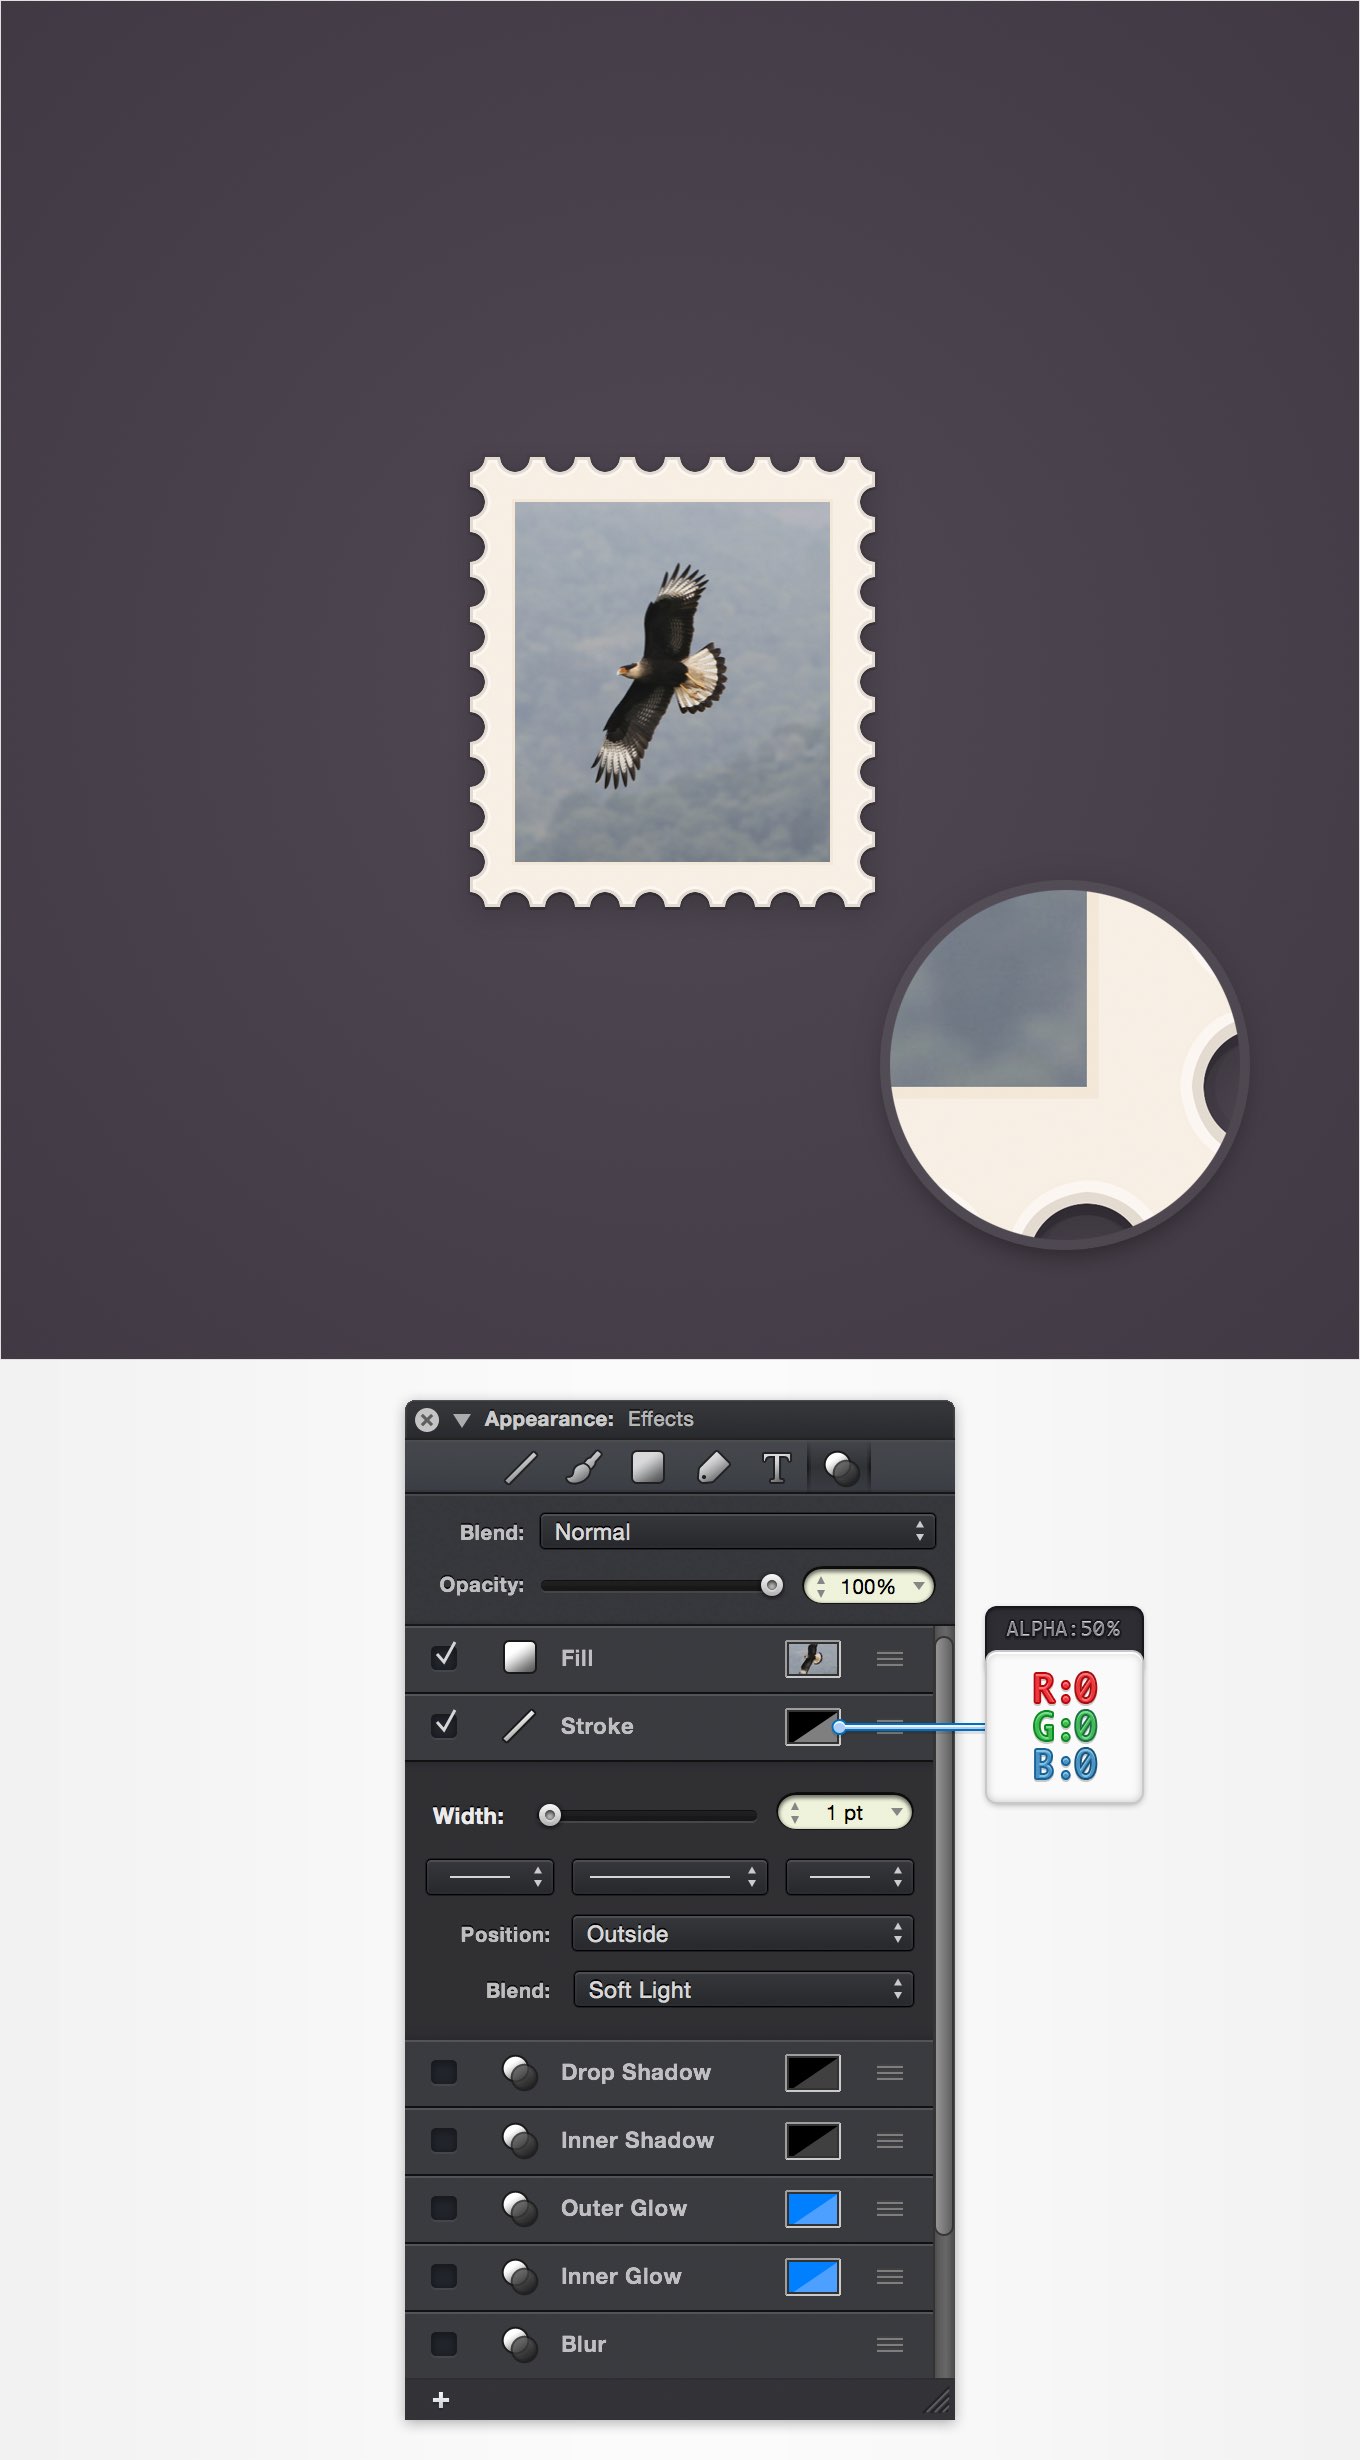 Appearance: Effects
T
Blend: Normal
Opacity: 100%
Fill
ALPHA:50%
R:0
Stroke
G:0
B:0
Width: 1 pt
Position: Outside
Blend: Soft Light
Drop Shadow
Inner Shadow
Outer Glow
Inner Glow
Blur
+